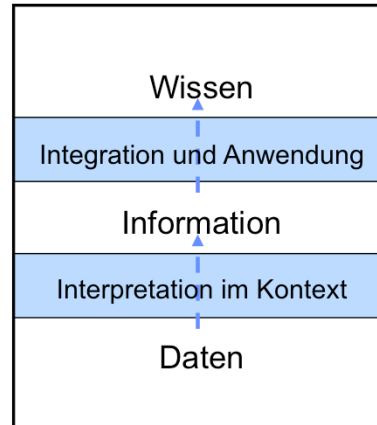 Wissen
Integration und Anwendung
Information
Interpretation im Kontext
Daten